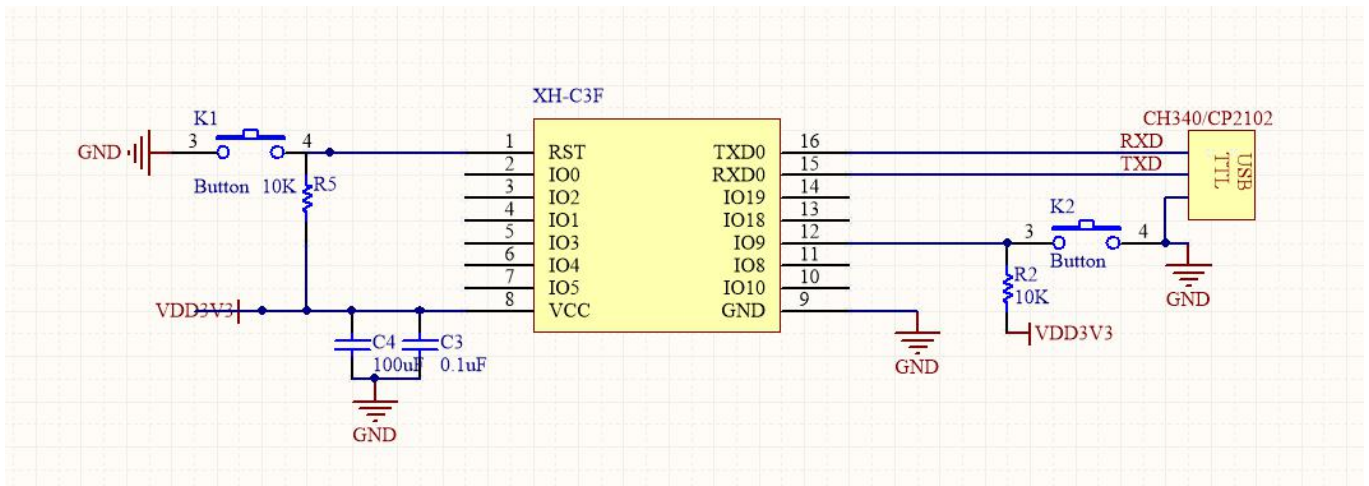 XH-C3F
CH340/CP2102
K1
GND
3
4
Button
10K
R5
1
RST
2
IO0
3
IO2
4
IO1
5
IO3
6
IO4
7
IO5
8
VCC
TXD0
16
RXD0
15
IO19
14
IO18
13
IO9
12
IO8
11
IO10
10
GND
9
RXD
TXD
USB
TTL
K2
3
4
Button
GND
R2
10K
VDD3V3
GND
VDD3V3
C4
100uF
C3
0.1uF
GND